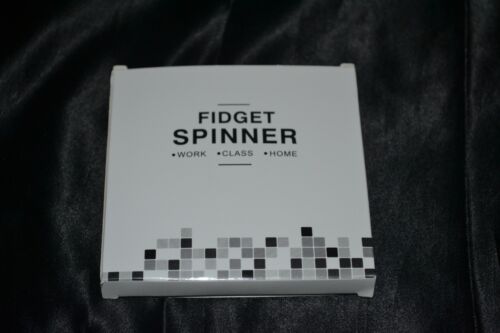 FIDGET
SPINNER
•WORK •CLASS •HOME